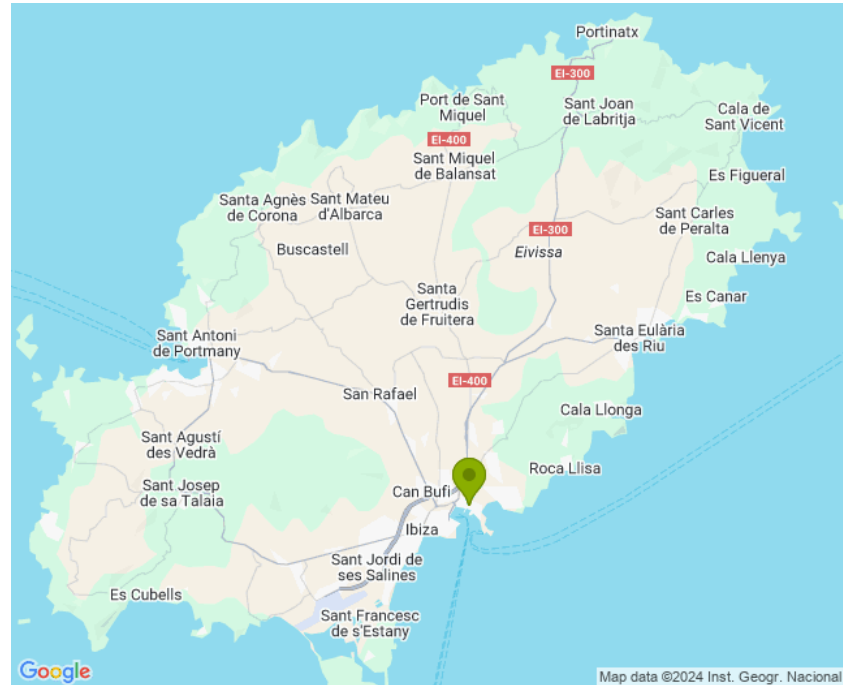 Portinatx
EI-300
Port de Sant
Miquel
Sant Joan
de Labritja
Cala de
Sant Vicent
EI-400
Sant Miquel
de Balansat
Es Figueral
Santa Agnès
de Corona
Sant Mateu
d'Albarca
Sant Carles
de Peralta
EI-300
Buscastell
Eivissa
Cala Llenya
Santa
Gertrudis
de Fruitera
Es Canar
Sant Antoni
de Portmany
Santa Eulària
des Riu
EI-400
San Rafael
Cala Llonga
Sant Agustí
des Vedrà
Roca Llisa
Sant Josep
de sa Talaia
Can Bufí
Ibiza
Sant Jordi de
ses Salines
Es Cubells
Sant Francesc
de s'Estany
Google
Map data ©2024 Inst. Geogr. Nacional